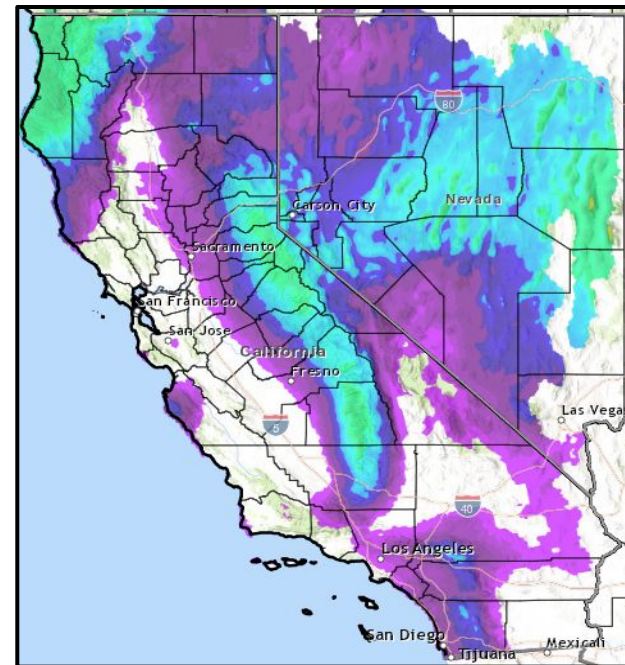 80
Nevada
Carson City
Sacramento
San Francisco
San Jose
California
Fresno
5
Las Vega
40
Los Angeles
San Diego
Tijuana
Mexicali